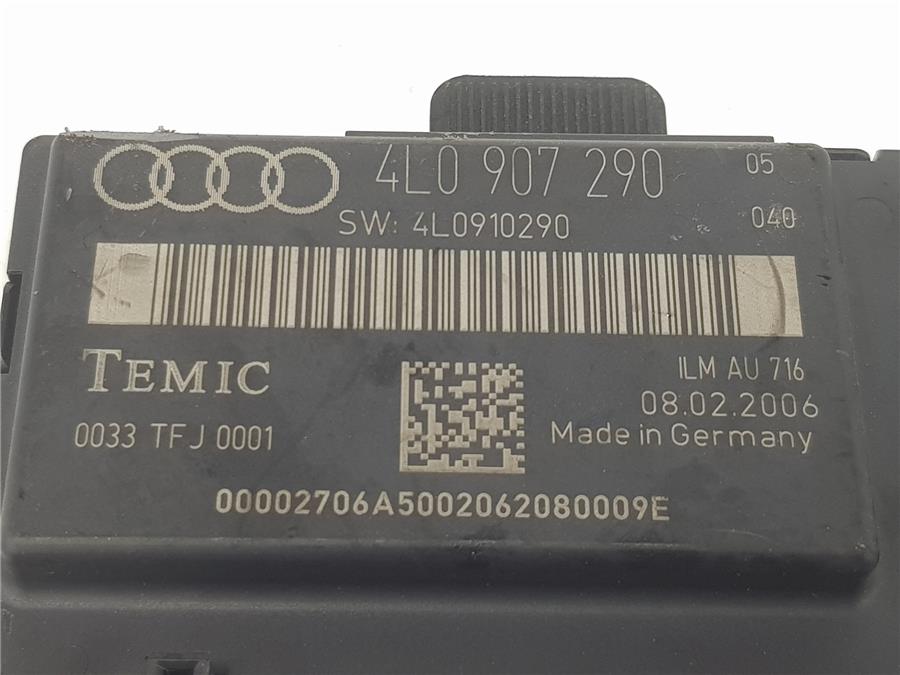 4L0 907 290 05
SW: 4L0910290 040
TEMIC
ILM AU 716
08.02.2006
0033 TFJ 0001
Made in Germany
00002706A5002062080009E